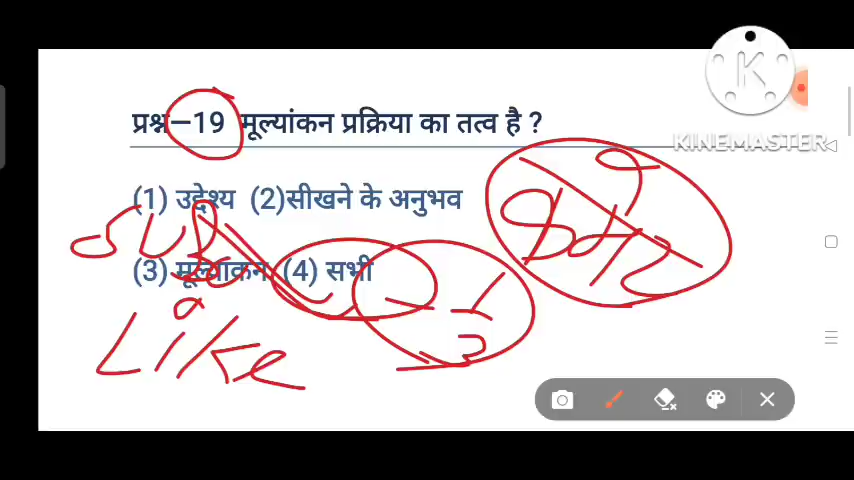 प्रश्न—19 मूल्यांकन प्रक्रिया का तत्व है ?
KINEMASTER
(1) उद्देश्य (2)सीखने के अनुभव
(3) मूल्यांकन (4) सभी
Like